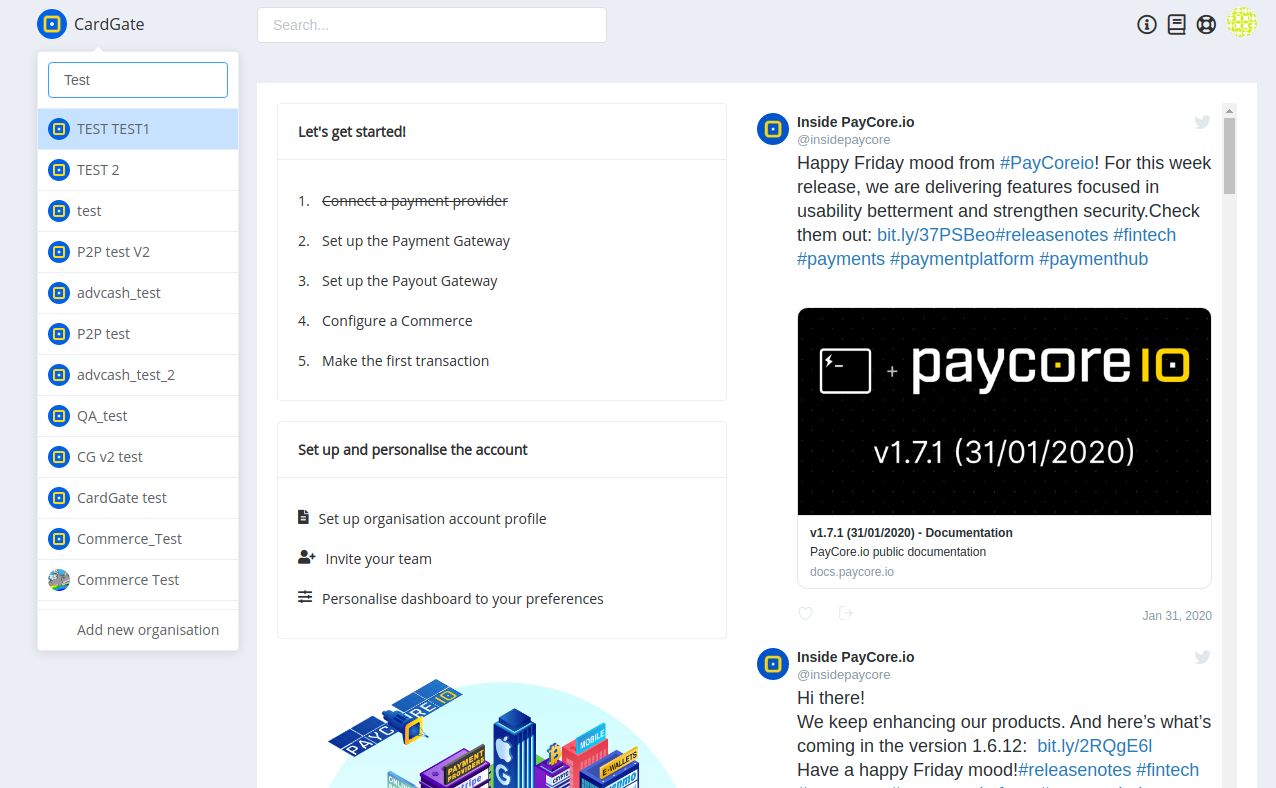 CardGate
Search...
Test
TEST TEST1
TEST 2
test
P2P test V2
advcash_test
P2P test
advcash_test_2
QA_test
CG v2 test
CardGate test
Commerce_Test
Commerce Test
Add new organisation
Let's get started!
1. Connect a payment provider
2. Set up the Payment Gateway
3. Set up the Payout Gateway
4. Configure a Commerce
5. Make the first transaction
Set up and personalise the account
Set up organisation account profile
Invite your team
Personalise dashboard to your preferences
PAYCORE IO
PAYMENT
PROVIDERS
stripe
G
CRYPTO
MOBILE
E-WALLETS
Inside PayCore.io
@insidepaycore
Happy Friday mood from #PayCoreio! For this week
release, we are delivering features focused in
usability betterment and strengthen security.Check
them out: bit.ly/37PSBeo#releasenotes #fintech
#payments #paymentplatform #paymenthub
+ paycore io
v1.7.1 (31/01/2020)
v1.7.1 (31/01/2020) - Documentation
PayCore.io public documentation
docs.paycore.io
Jan 31, 2020
Inside PayCore.io
@insidepaycore
Hi there!
We keep enhancing our products. And here’s what’s
coming in the version 1.6.12: bit.ly/2RQgE6l
Have a happy Friday mood!#releasenotes #fintech